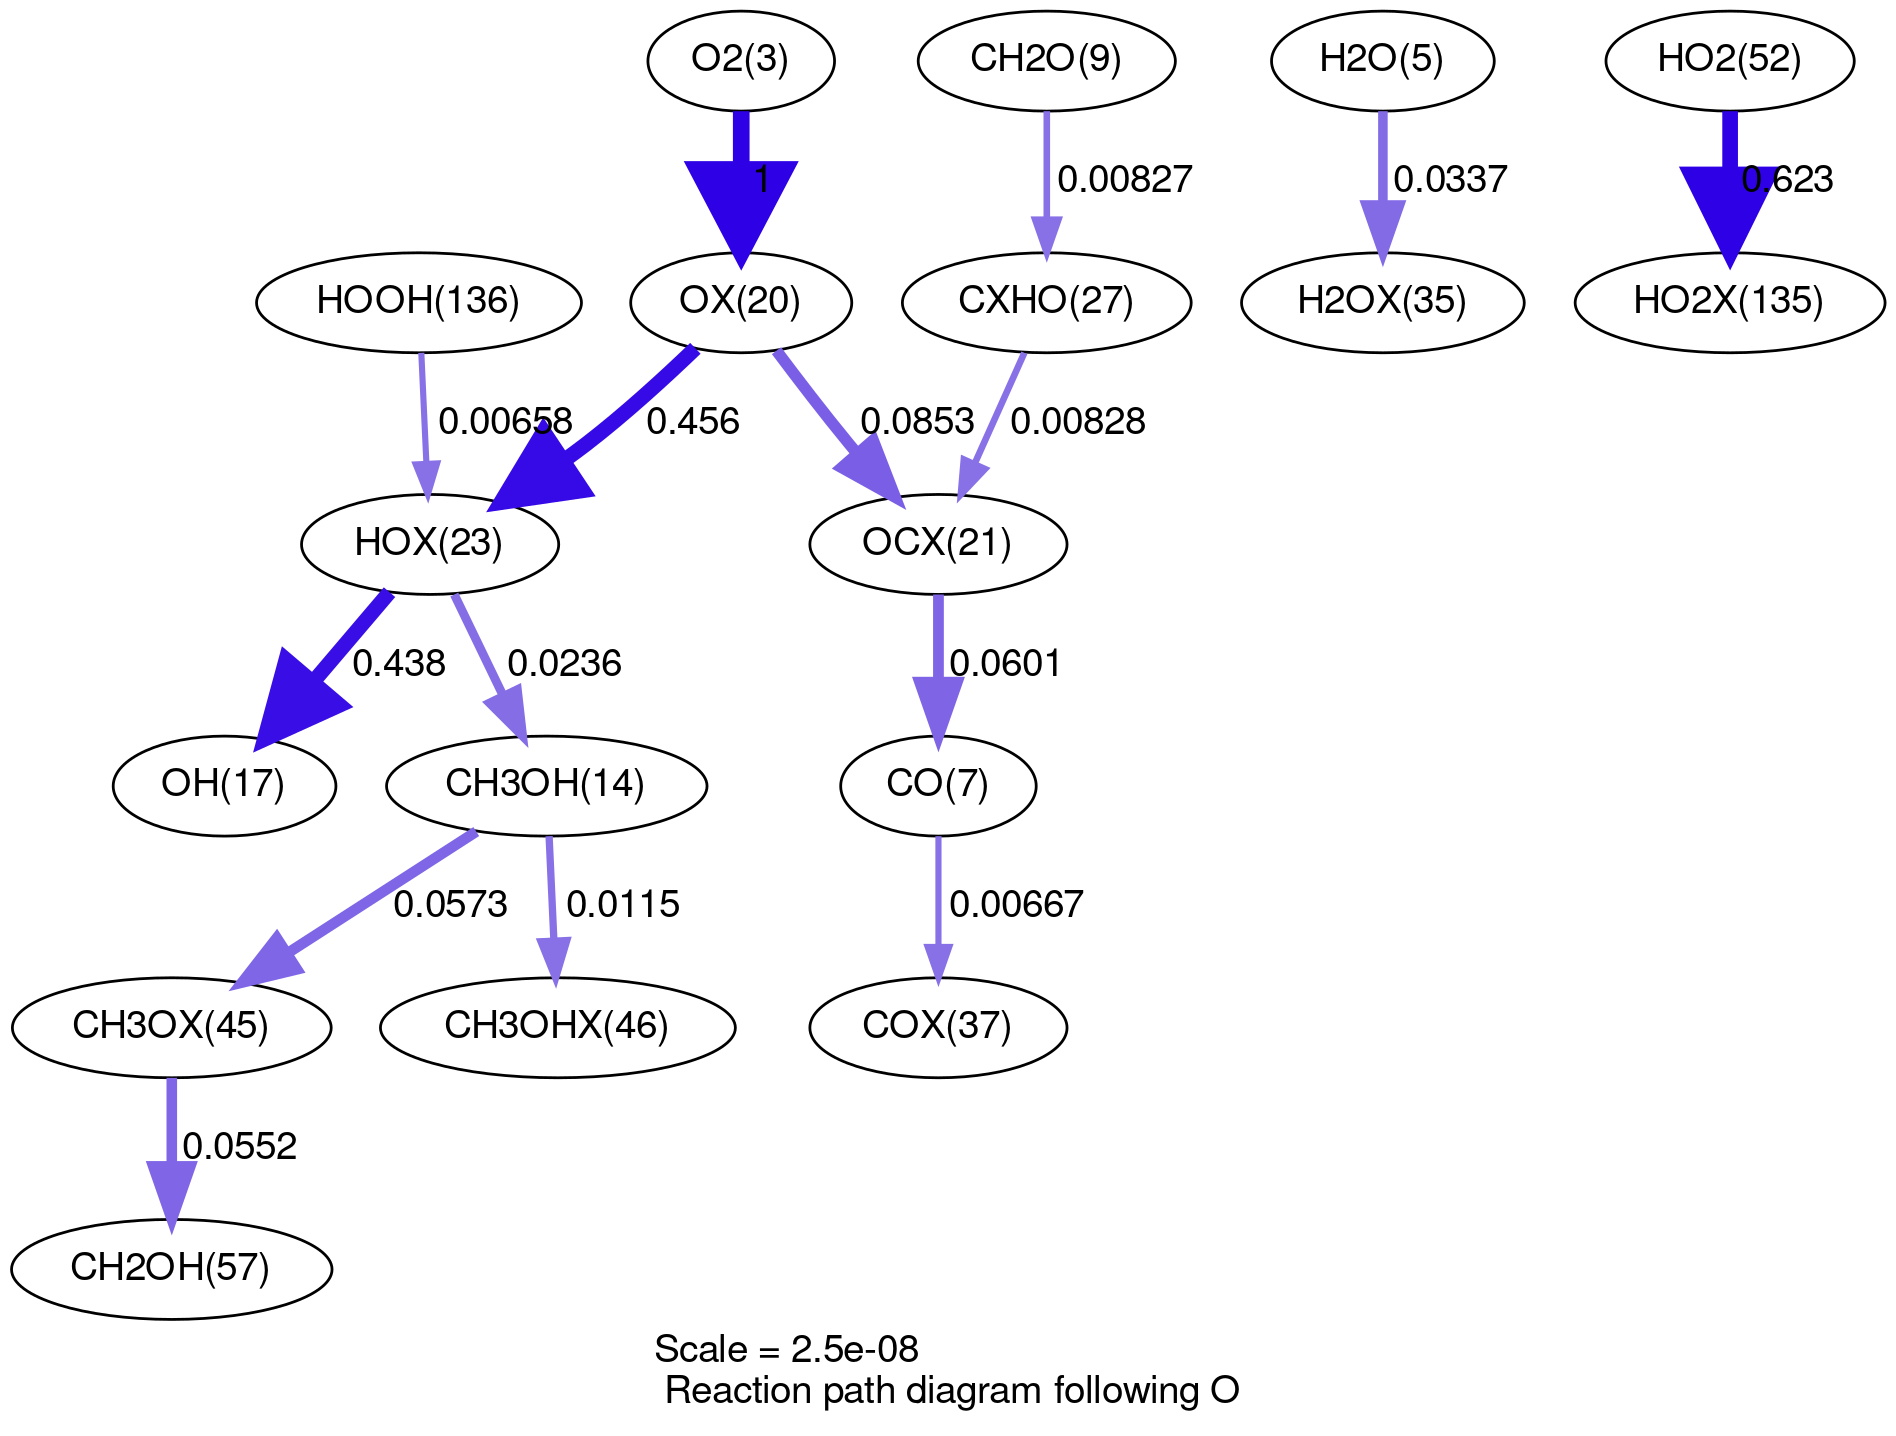 O2(3)
CH2O(9)
H2O(5)
HO2(52)
1
0.00827
0.0337
0.623
HOOH(136)
OX(20)
CXHO(27)
H2OX(35)
HO2X(135)
0.00658
0.456
0.0853
0.00828
HOX(23)
OCX(21)
0.438
0.0236
0.0601
OH(17)
CH3OH(14)
CO(7)
0.0573
0.0115
0.00667
CH3OX(45)
CH3OHX(46)
COX(37)
0.0552
CH2OH(57)
Scale = 2.5e-08
Reaction path diagram following O